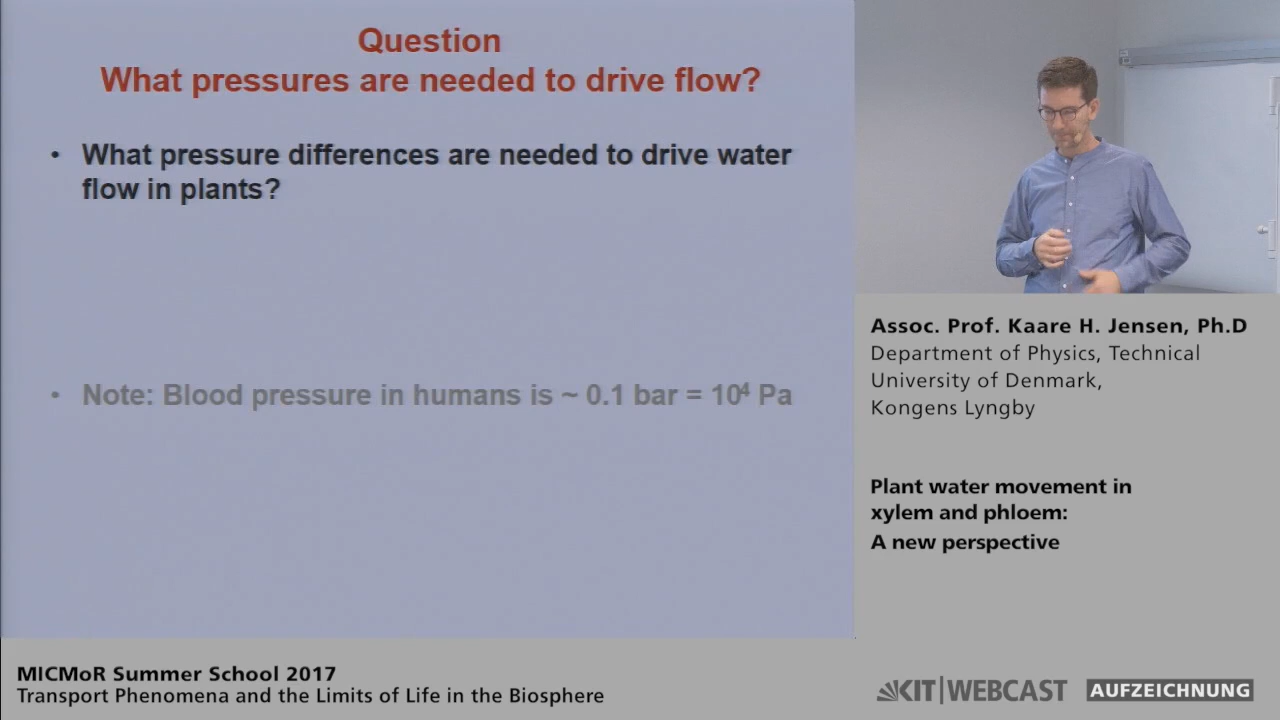 Question
What pressures are needed to drive flow?
• What pressure differences are needed to drive water
flow in plants?
• Note: Blood pressure in humans is ~ 0.1 bar = 10⁴ Pa
Assoc. Prof. Kaare H. Jensen, Ph.D
Department of Physics, Technical
University of Denmark,
Kongens Lyngby
Plant water movement in
xylem and phloem:
A new perspective
MICMoR Summer School 2017
Transport Phenomena and the Limits of Life in the Biosphere
KIT|WEBCAST AUFZEICHNUNG